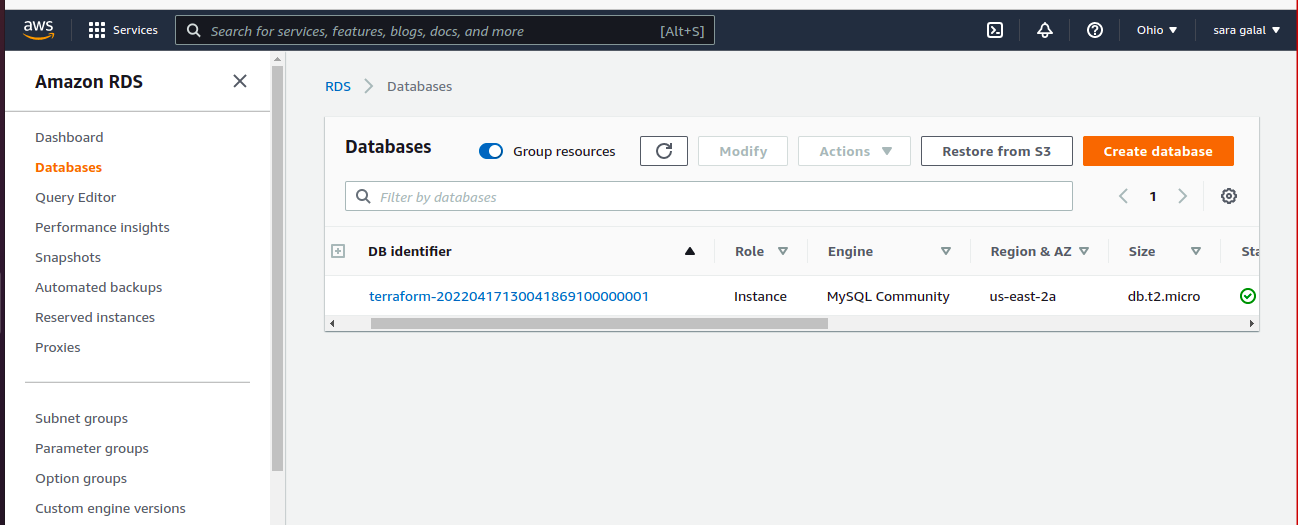 aws Services Search for services, features, blogs, docs, and more [Alt+S] Ohio sara galal
Amazon RDS
Dashboard
Databases
Query Editor
Performance insights
Snapshots
Automated backups
Reserved instances
Proxies
Subnet groups
Parameter groups
Option groups
Custom engine versions
RDS Databases
Databases Group resources Modify Actions Restore from S3 Create database
Filter by databases 1
DB identifier Role Engine Region & AZ Size Sta
terraform-20220417130041869100000001 Instance MySQL Community us-east-2a db.t2.micro